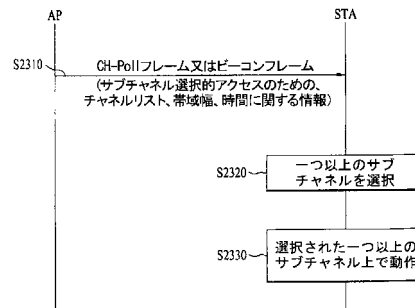 AP
STA
S2310
CH-Pollフレーム又はビーコンフレーム
(サブチャネル選択的アクセスのための、
チャネルリスト、帯域幅、時間に関する情報)
S2320
一つ以上のサブ
チャネルを選択
S2330
選択された一つ以上の
サブチャネル上で動作